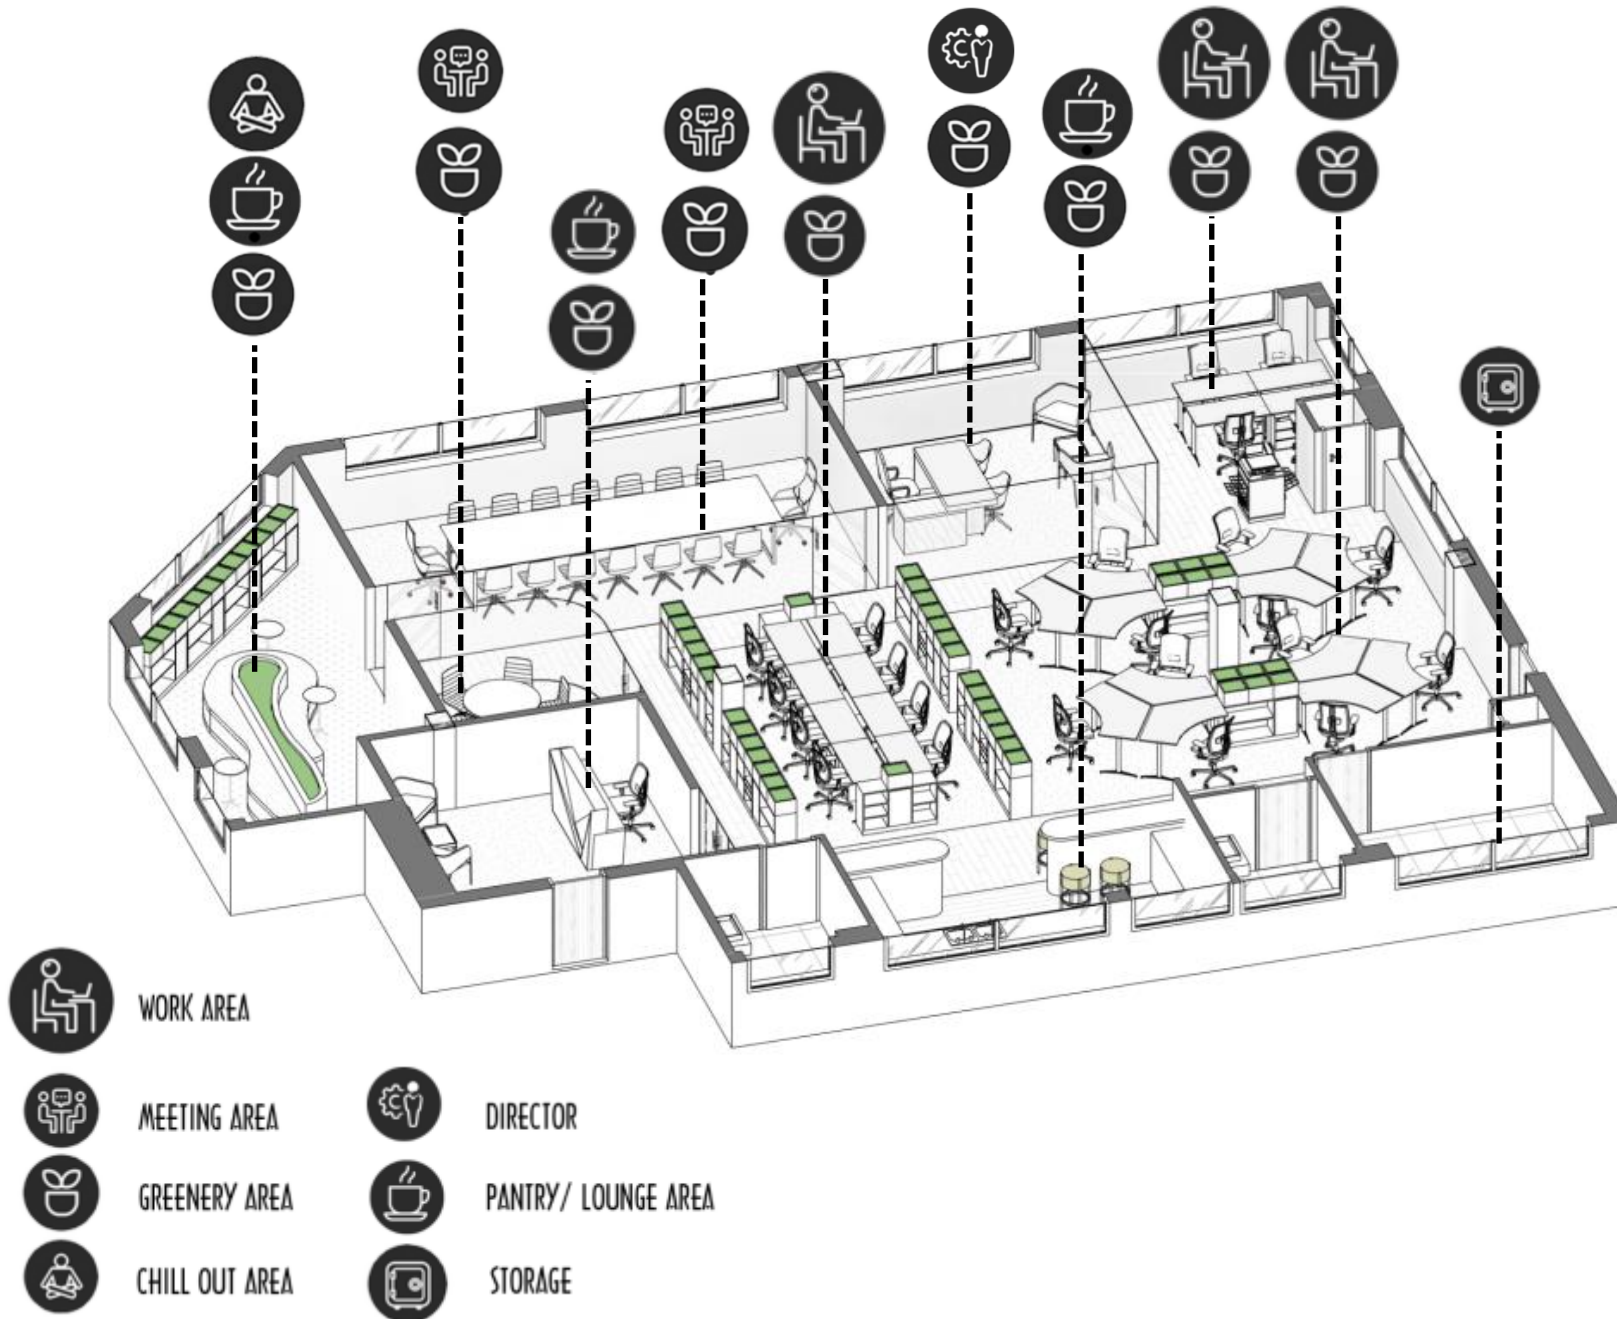 WORK AREA
MEETING AREA
DIRECTOR
GREENERY AREA
PANTRY/ LOUNGE AREA
CHILL OUT AREA
STORAGE